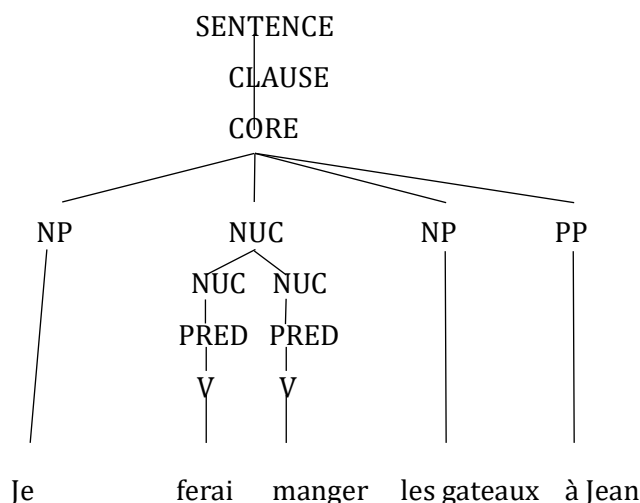 SENTENCE
CLAUSE
CORE
NP NUC NP PP
NUC NUC
PRED PRED
V V
Je ferai manger les gateaux à Jean